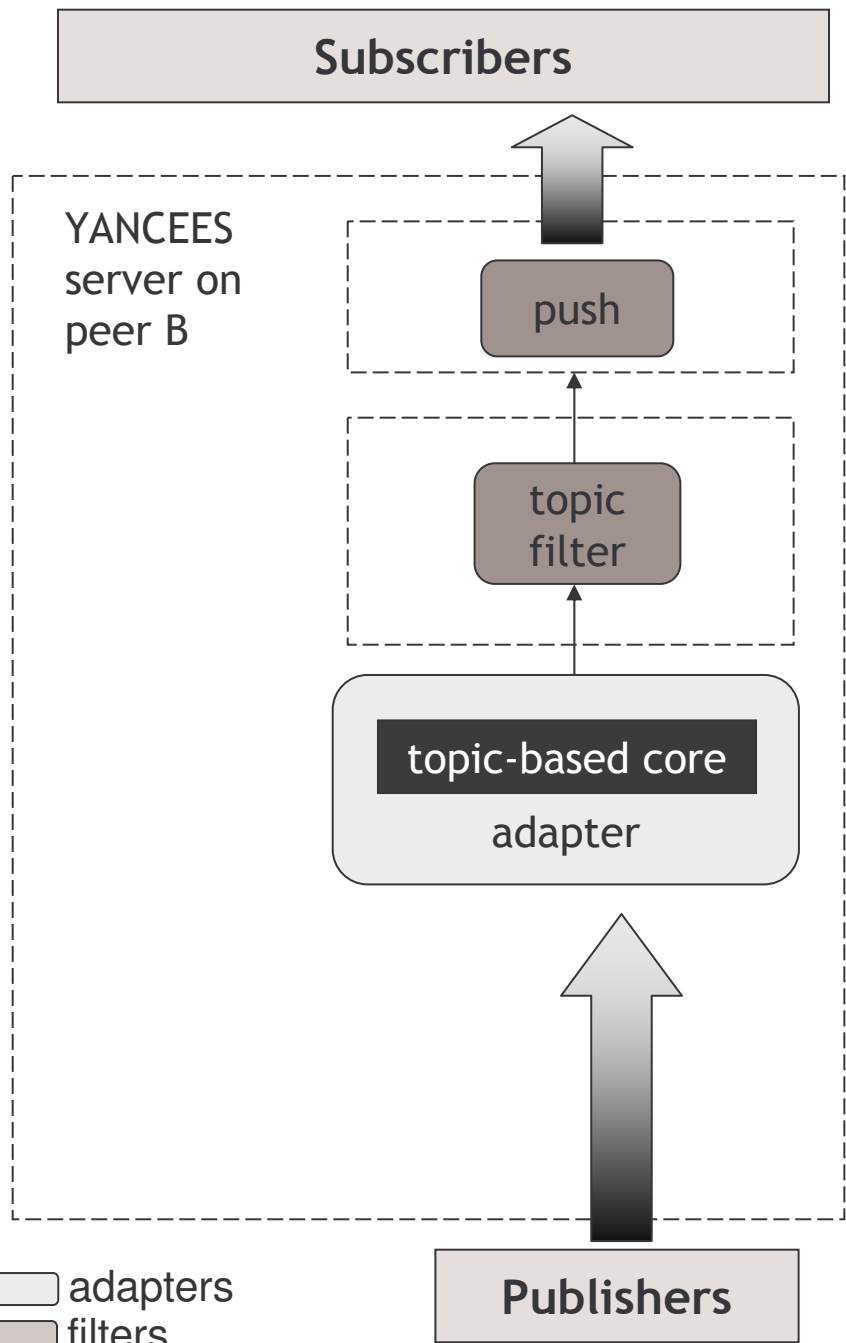 Subscribers
YANCEES
server on
peer B
push
topic
filter
topic-based core
adapter
adapters
filters
Publishers